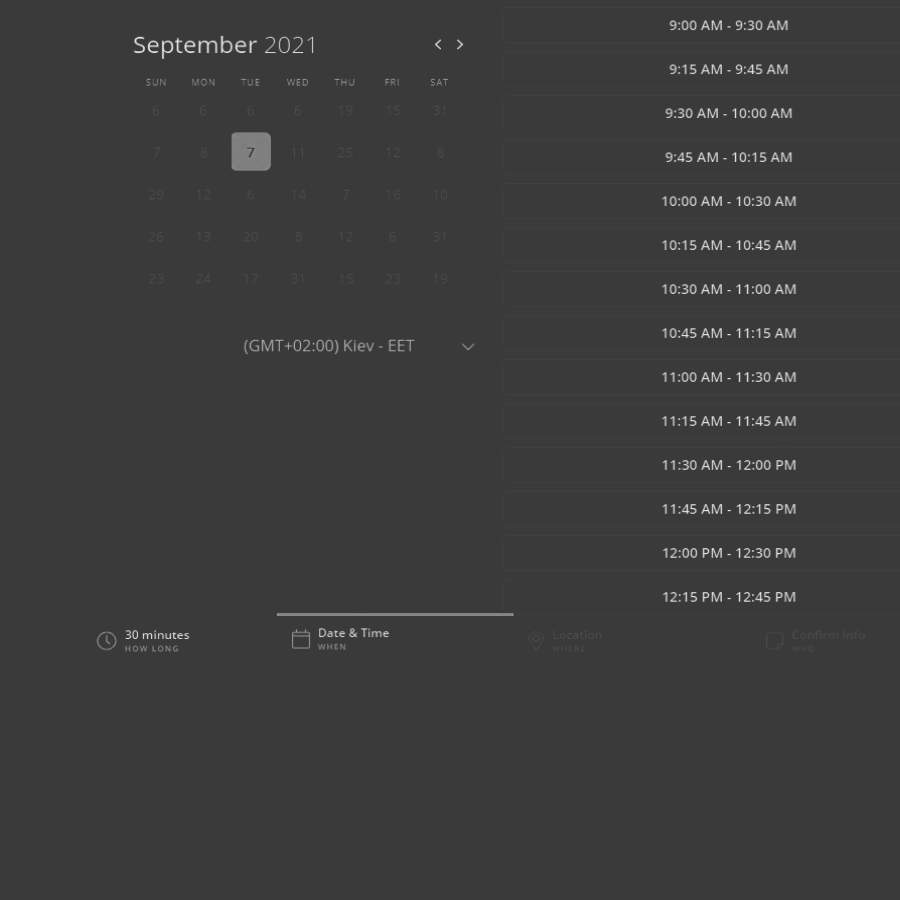 September 2021
SUN MON TUE WED THU FRI SAT
6 6 6 6 19 15 31
7 8 7 11 25 12 8
29 12 6 14 7 16 10
26 13 20 8 12 6 31
23 24 17 31 15 23 19
(GMT+02:00) Kiev - EET
9:00 AM - 9:30 AM
9:15 AM - 9:45 AM
9:30 AM - 10:00 AM
9:45 AM - 10:15 AM
10:00 AM - 10:30 AM
10:15 AM - 10:45 AM
10:30 AM - 11:00 AM
10:45 AM - 11:15 AM
11:00 AM - 11:30 AM
11:15 AM - 11:45 AM
11:30 AM - 12:00 PM
11:45 AM - 12:15 PM
12:00 PM - 12:30 PM
12:15 PM - 12:45 PM
30 minutes
HOW LONG
Date & Time
WHEN
Location
WHERE
Confirm Info
WHO